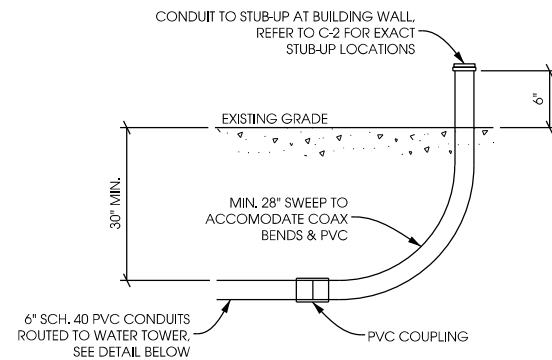 CONDUIT TO STUB-UP AT BUILDING WALL,
REFER TO C-2 FOR EXACT
STUB-UP LOCATIONS
6"
EXISTING GRADE
30" MIN.
MIN. 28" SWEEP TO
ACCOMODATE COAX
BENDS & PVC
6" SCH. 40 PVC CONDUITS
ROUTED TO WATER TOWER,
SEE DETAIL BELOW
PVC COUPLING